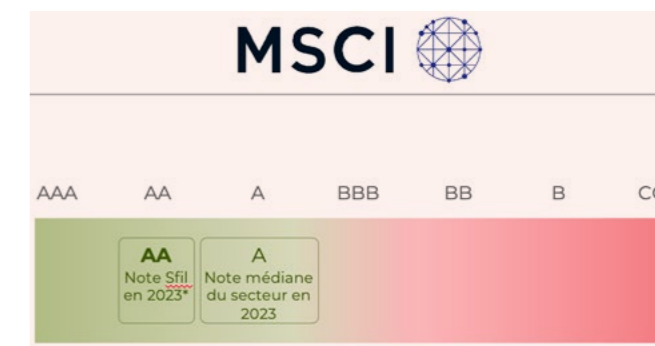 MSCI
AAA AA A BBB BB B
AA
Note Sfil
en 2023*
A
Note médiane
du secteur en
2023